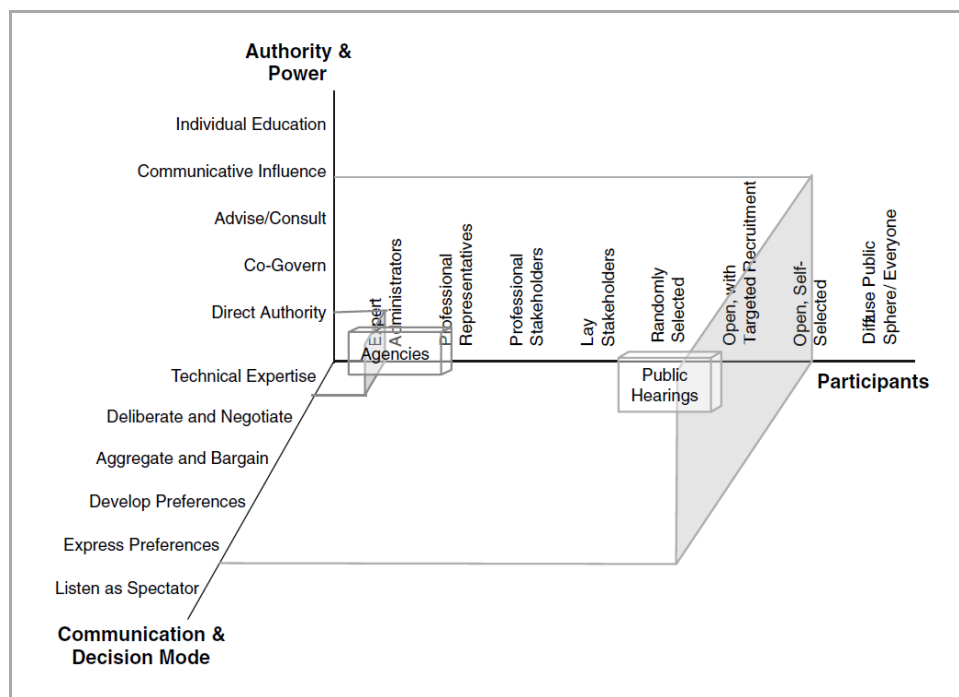 Authority &
Power
Individual Education
Communicative Influence
Advise/Consult
Co-Govern
Direct Authority
Expert
Administrators
Professional
Representatives
Professional
Stakeholders
Lay
Stakeholders
Randomly
Selected
Open, with
Targeted Recruitment
Open, Self-
Selected
Diffuse Public
Sphere/ Everyone
Agencies
Public
Hearings
Participants
Technical Expertise
Deliberate and Negotiate
Aggregate and Bargain
Develop Preferences
Express Preferences
Listen as Spectator
Communication &
Decision Mode